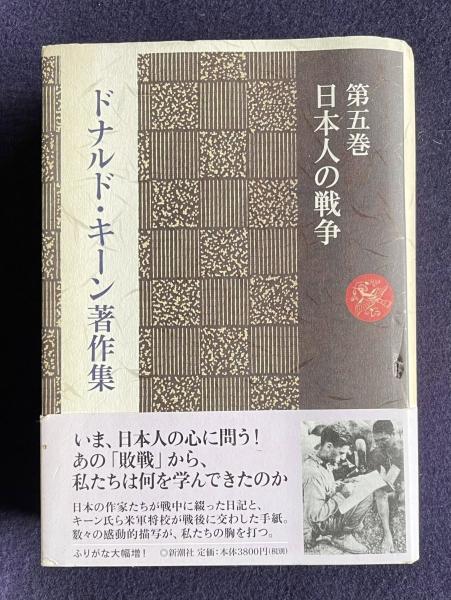 第五巻
日本人の戦争
ドナルド・キーン著作集
いま、日本人の心に問う!
あの「敗戦」から、
私たちは何を学んできたのか
日本の作家たちが戦中に綴った日記と、
キーン氏ら米軍将校が戦後に交わした手紙。
数々の感動的描写が、私たちの胸を打つ。
ふりがな大幅増! ◎新潮社 定価:本体3800円(税別)